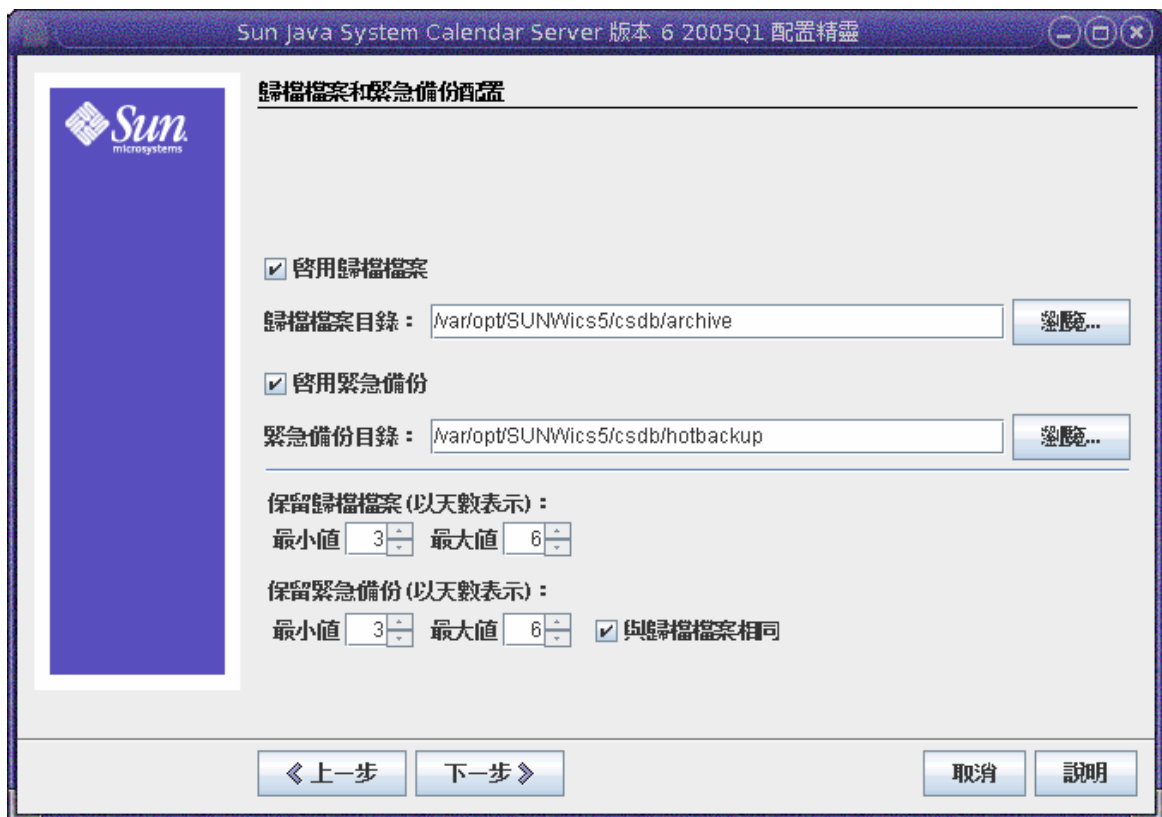 Sun Java System Calendar Server 版本 6 2005Q1 配置精靈
Sun
microsystems
歸檔檔案和緊急備份配置
啓用歸檔檔案
歸檔檔案目錄： /var/opt/SUNWics5/csdb/archive 瀏覽...
啓用緊急備份
緊急備份目錄： /var/opt/SUNWics5/csdb/hotbackup 瀏覽...
保留歸檔檔案(以天數表示)：
最小值 3 最大值 6
保留緊急備份(以天數表示)：
最小值 3 最大值 6 與歸檔檔案相同
上一步 下一步 取消 說明